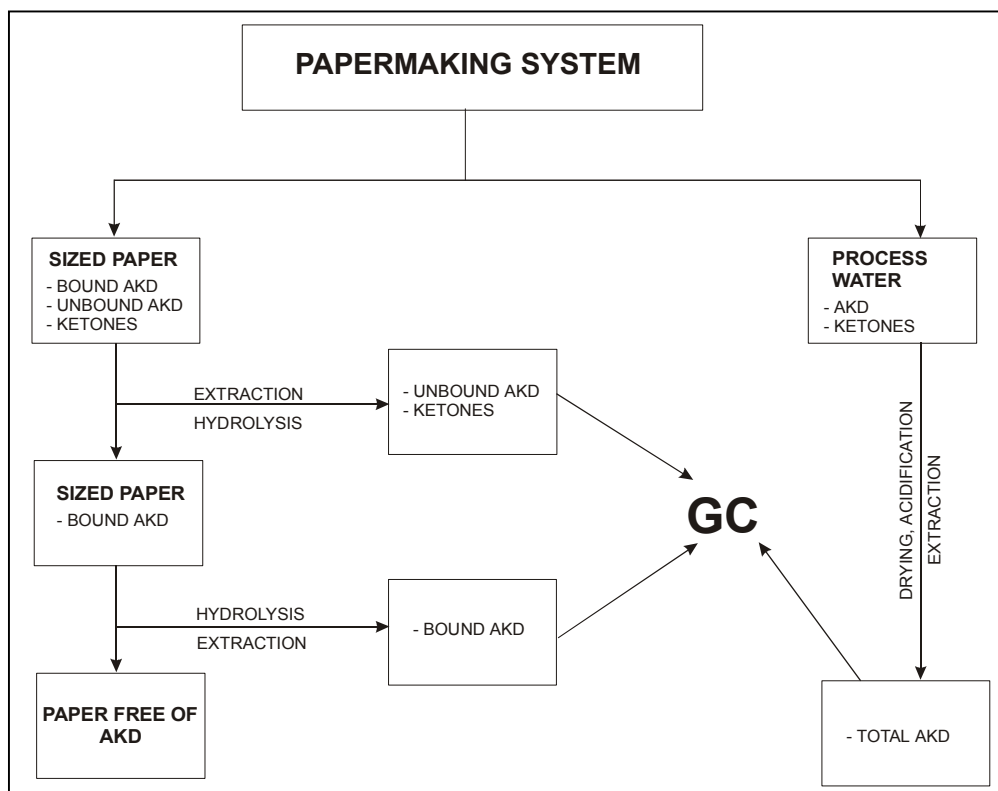 PAPERMAKING SYSTEM
SIZED PAPER
- BOUND AKD
- UNBOUND AKD
- KETONES
PROCESS
WATER
- AKD
- KETONES
EXTRACTION
HYDROLYSIS
- UNBOUND AKD
- KETONES
SIZED PAPER
- BOUND AKD
GC
DRYING, ACIDIFICATION
EXTRACTION
HYDROLYSIS
EXTRACTION
- BOUND AKD
PAPER FREE OF
AKD
- TOTAL AKD